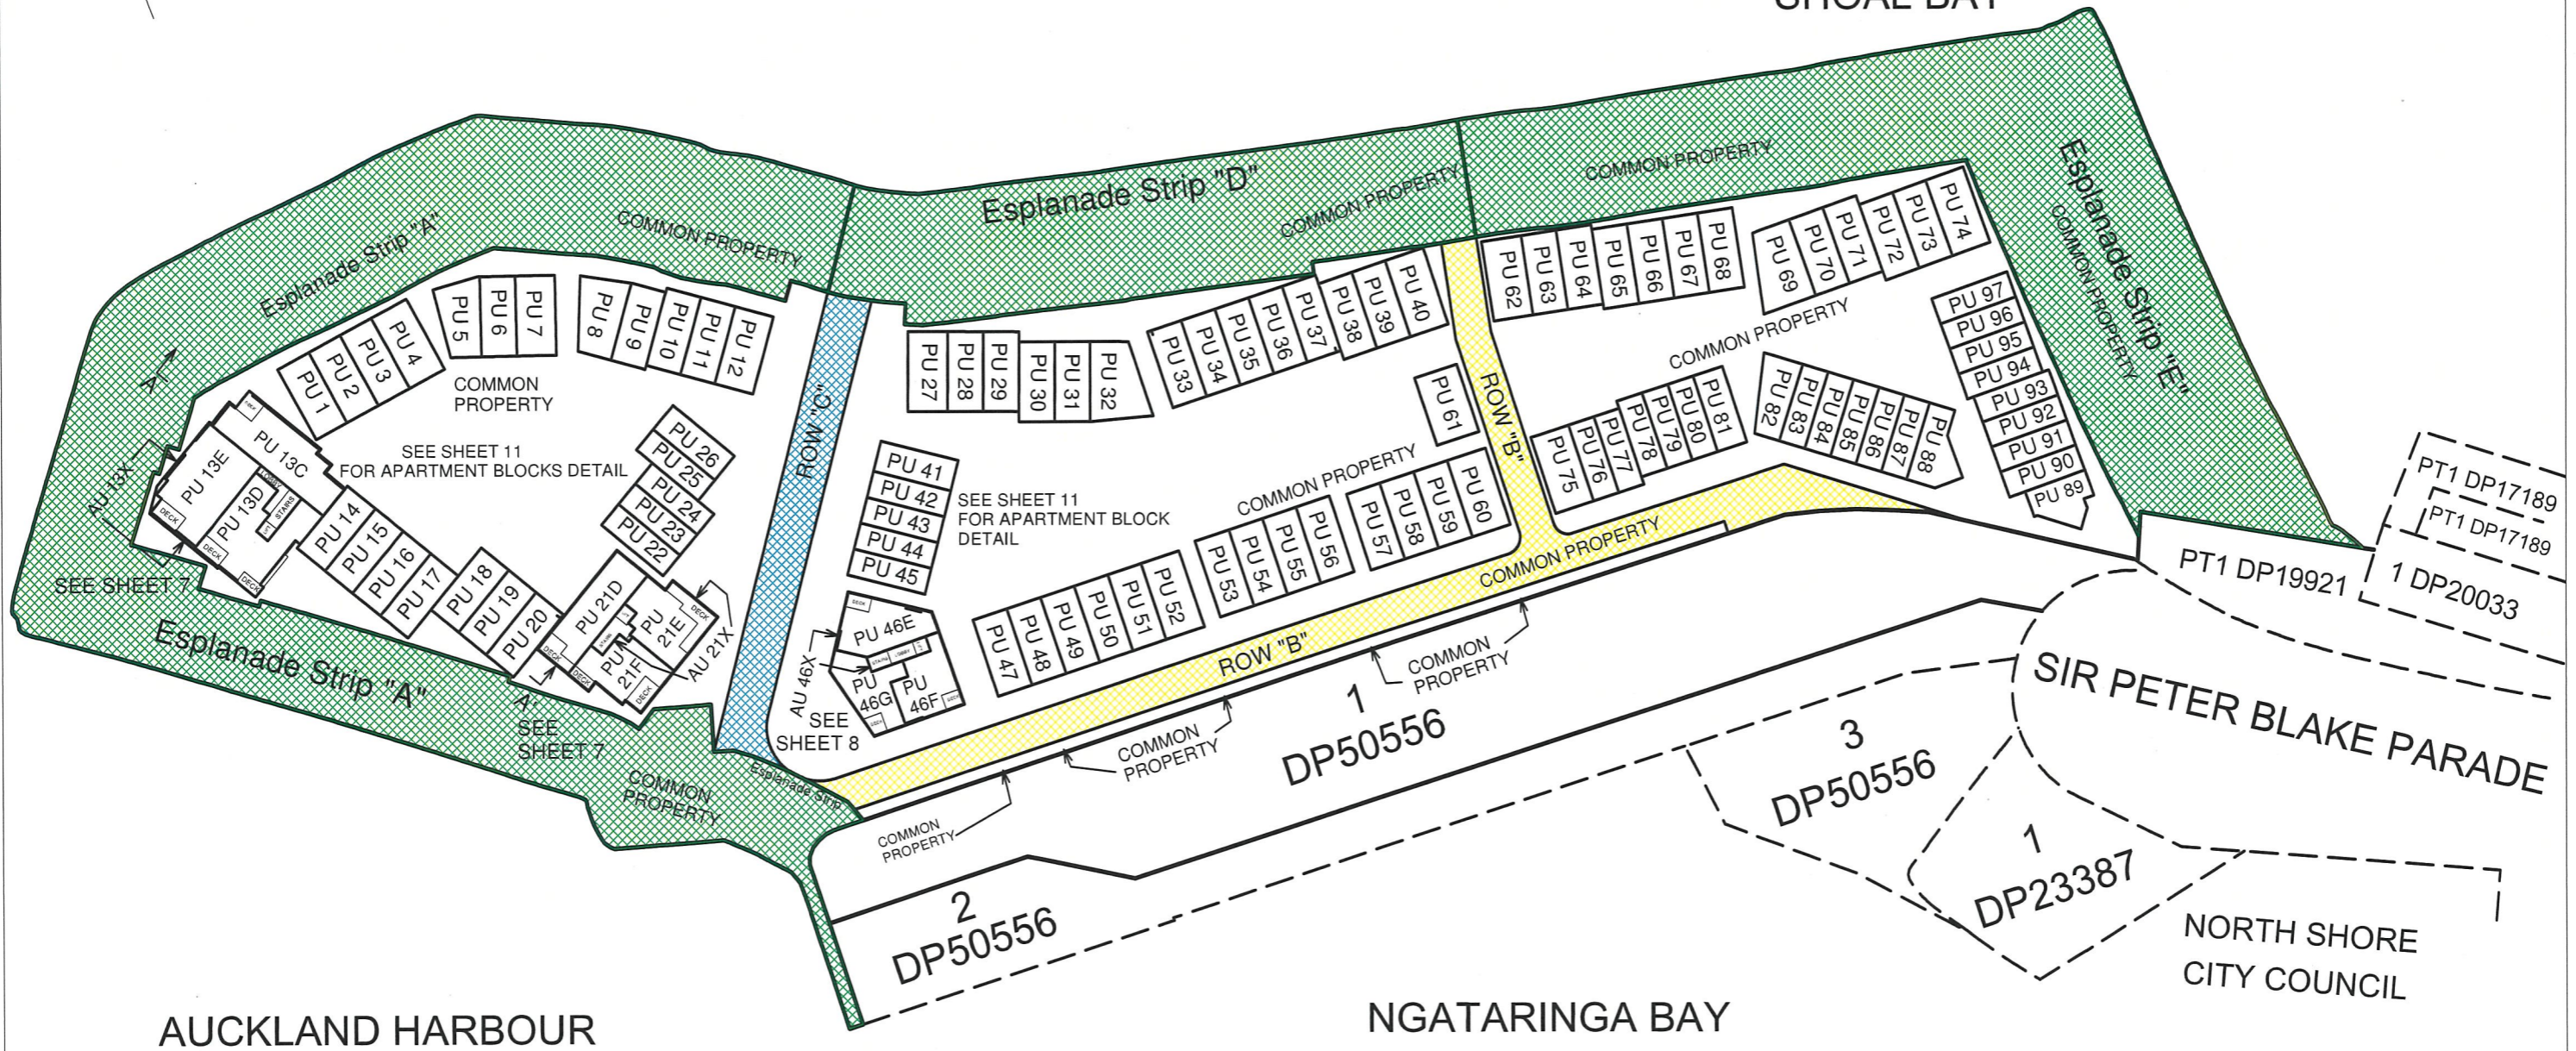 SHOAL BAY
Esplanade Strip "A"
COMMON PROPERTY
Esplanade Strip "D"
COMMON PROPERTY
COMMON PROPERTY
Esplanade Strip "E"
COMMON PROPERTY
PU 1
PU 2
PU 3
PU 4
PU 5
PU 6
PU 7
PU 8
PU 9
PU 10
PU 11
PU 12
COMMON
PROPERTY
SEE SHEET 11
FOR APARTMENT BLOCKS DETAIL
A'
AU 13X
PU 13C
PU 13E
PU 13D
LOBBY
STAIRS
DECK
DECK
DECK
SEE SHEET 7
PU 14
PU 15
PU 16
PU 17
PU 18
PU 19
PU 20
PU 26
PU 25
PU 24
PU 23
PU 22
PU 21D
PU
21E
PU
21F
DECK
DECK
DECK
DECK
AU 21X
A'
SEE
SHEET 7
Esplanade Strip "A"
COMMON
PROPERTY
Esplanade Strip
ROW "C"
PU 27
PU 28
PU 29
PU 30
PU 31
PU 32
PU 33
PU 34
PU 35
PU 36
PU 37
PU 38
PU 39
PU 40
PU 41
PU 42
PU 43
PU 44
PU 45
SEE SHEET 11
FOR APARTMENT BLOCK
DETAIL
PU 46E
PU
46G
PU
46F
AU 46X
SEE
SHEET 8
PU 47
PU 48
PU 49
PU 50
PU 51
PU 52
PU 53
PU 54
PU 55
PU 56
PU 57
PU 58
PU 59
PU 60
PU 61
COMMON PROPERTY
ROW "B"
PU 62
PU 63
PU 64
PU 65
PU 66
PU 67
PU 68
PU 69
PU 70
PU 71
PU 72
PU 73
PU 74
COMMON PROPERTY
PU 75
PU 76
PU 77
PU 78
PU 79
PU 80
PU 81
PU 82
PU 83
PU 84
PU 85
PU 86
PU 87
PU 88
PU 97
PU 96
PU 95
PU 94
PU 93
PU 92
PU 91
PU 90
PU 89
COMMON PROPERTY
ROW "B"
COMMON
PROPERTY
COMMON
PROPERTY
COMMON
PROPERTY
1
DP50556
2
DP50556
3
DP50556
1
DP23387
PT1 DP17189
PT1 DP17189
PT1 DP19921
1 DP20033
SIR PETER BLAKE PARADE
NORTH SHORE
CITY COUNCIL
AUCKLAND HARBOUR
NGATARINGA BAY